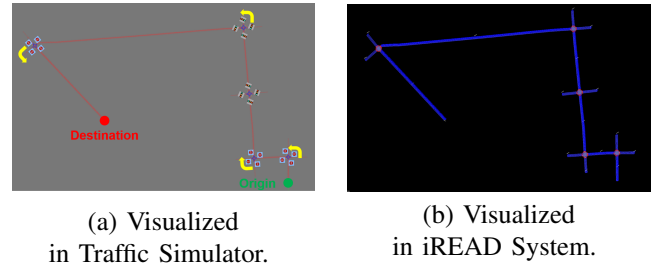 Destination
Origin
(a) Visualized
in Traffic Simulator.
(b) Visualized
in iREAD System.